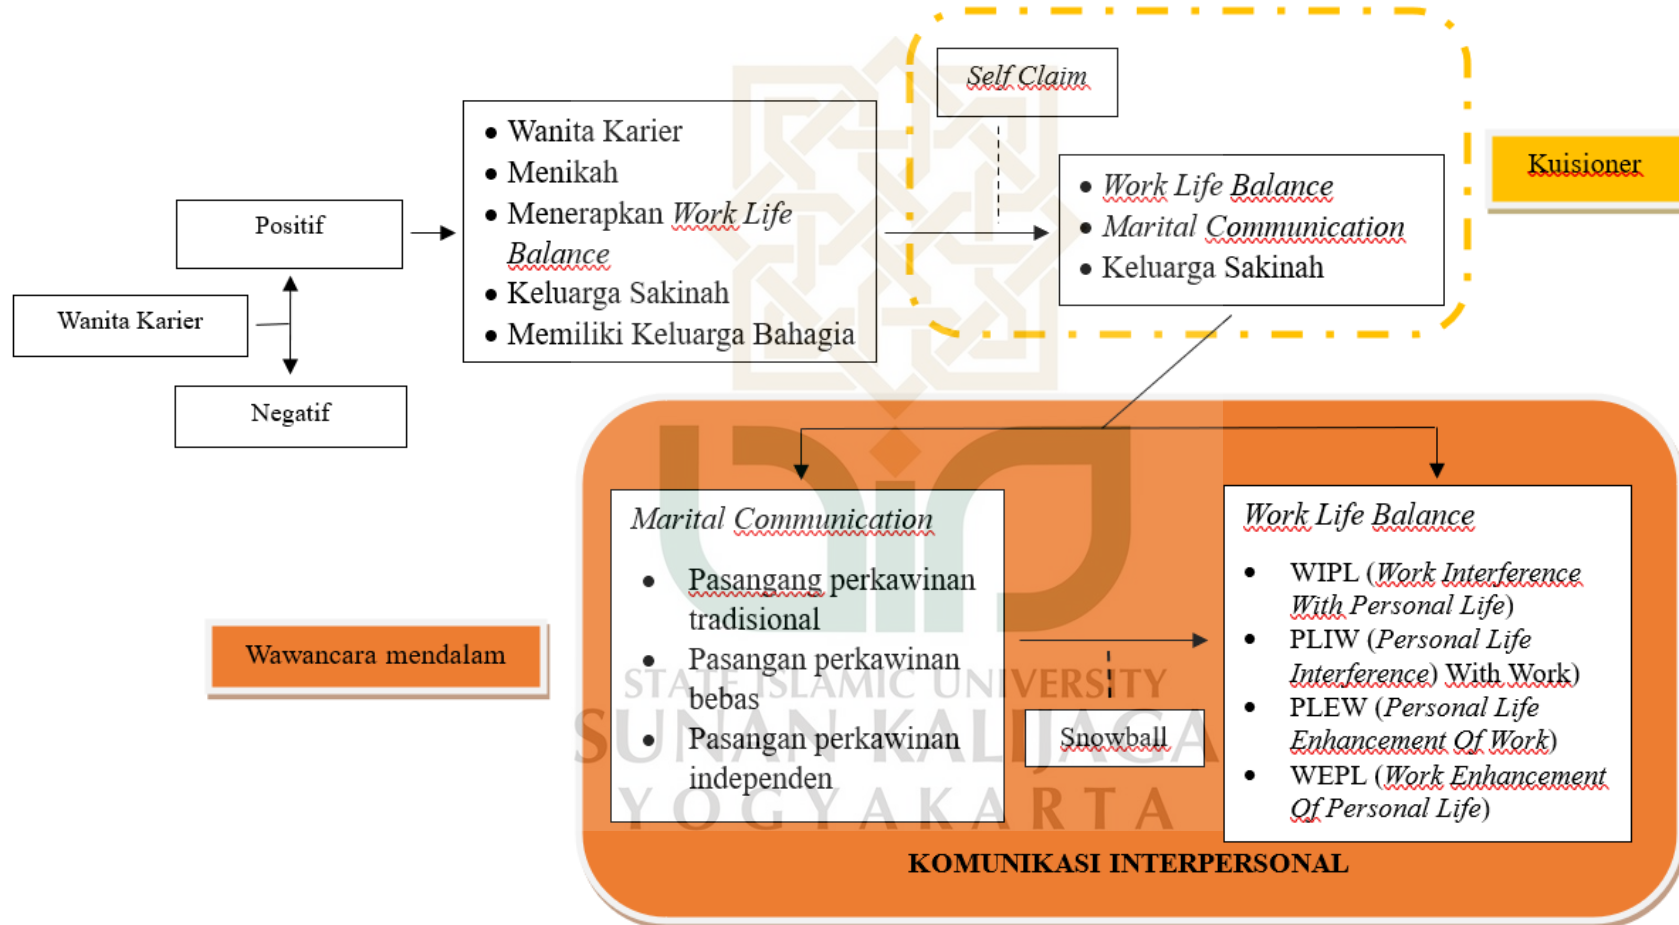 Self Claim
Wanita Karier
Menikah
Menerapkan Work Life
Balance
Keluarga Sakinah
Memiliki Keluarga Bahagia
Work Life Balance
Marital Communication
Keluarga Sakinah
Kuisioner
Positif
Wanita Karier
Negatif
Marital Communication
Pasangang perkawinan
tradisional
Pasangan perkawinan
bebas
Pasangan perkawinan
independen
Work Life Balance
WIPL (Work Interference
With Personal Life)
PLIW (Personal Life
Interference) With Work)
PLEW (Personal Life
Enhancement Of Work)
WEPL (Work Enhancement
Of Personal Life)
Wawancara mendalam
Snowball
STATE ISLAMIC UNIVERSITY
SUNAN KALIJAGA
YOGYAKARTA
KOMUNIKASI INTERPERSONAL